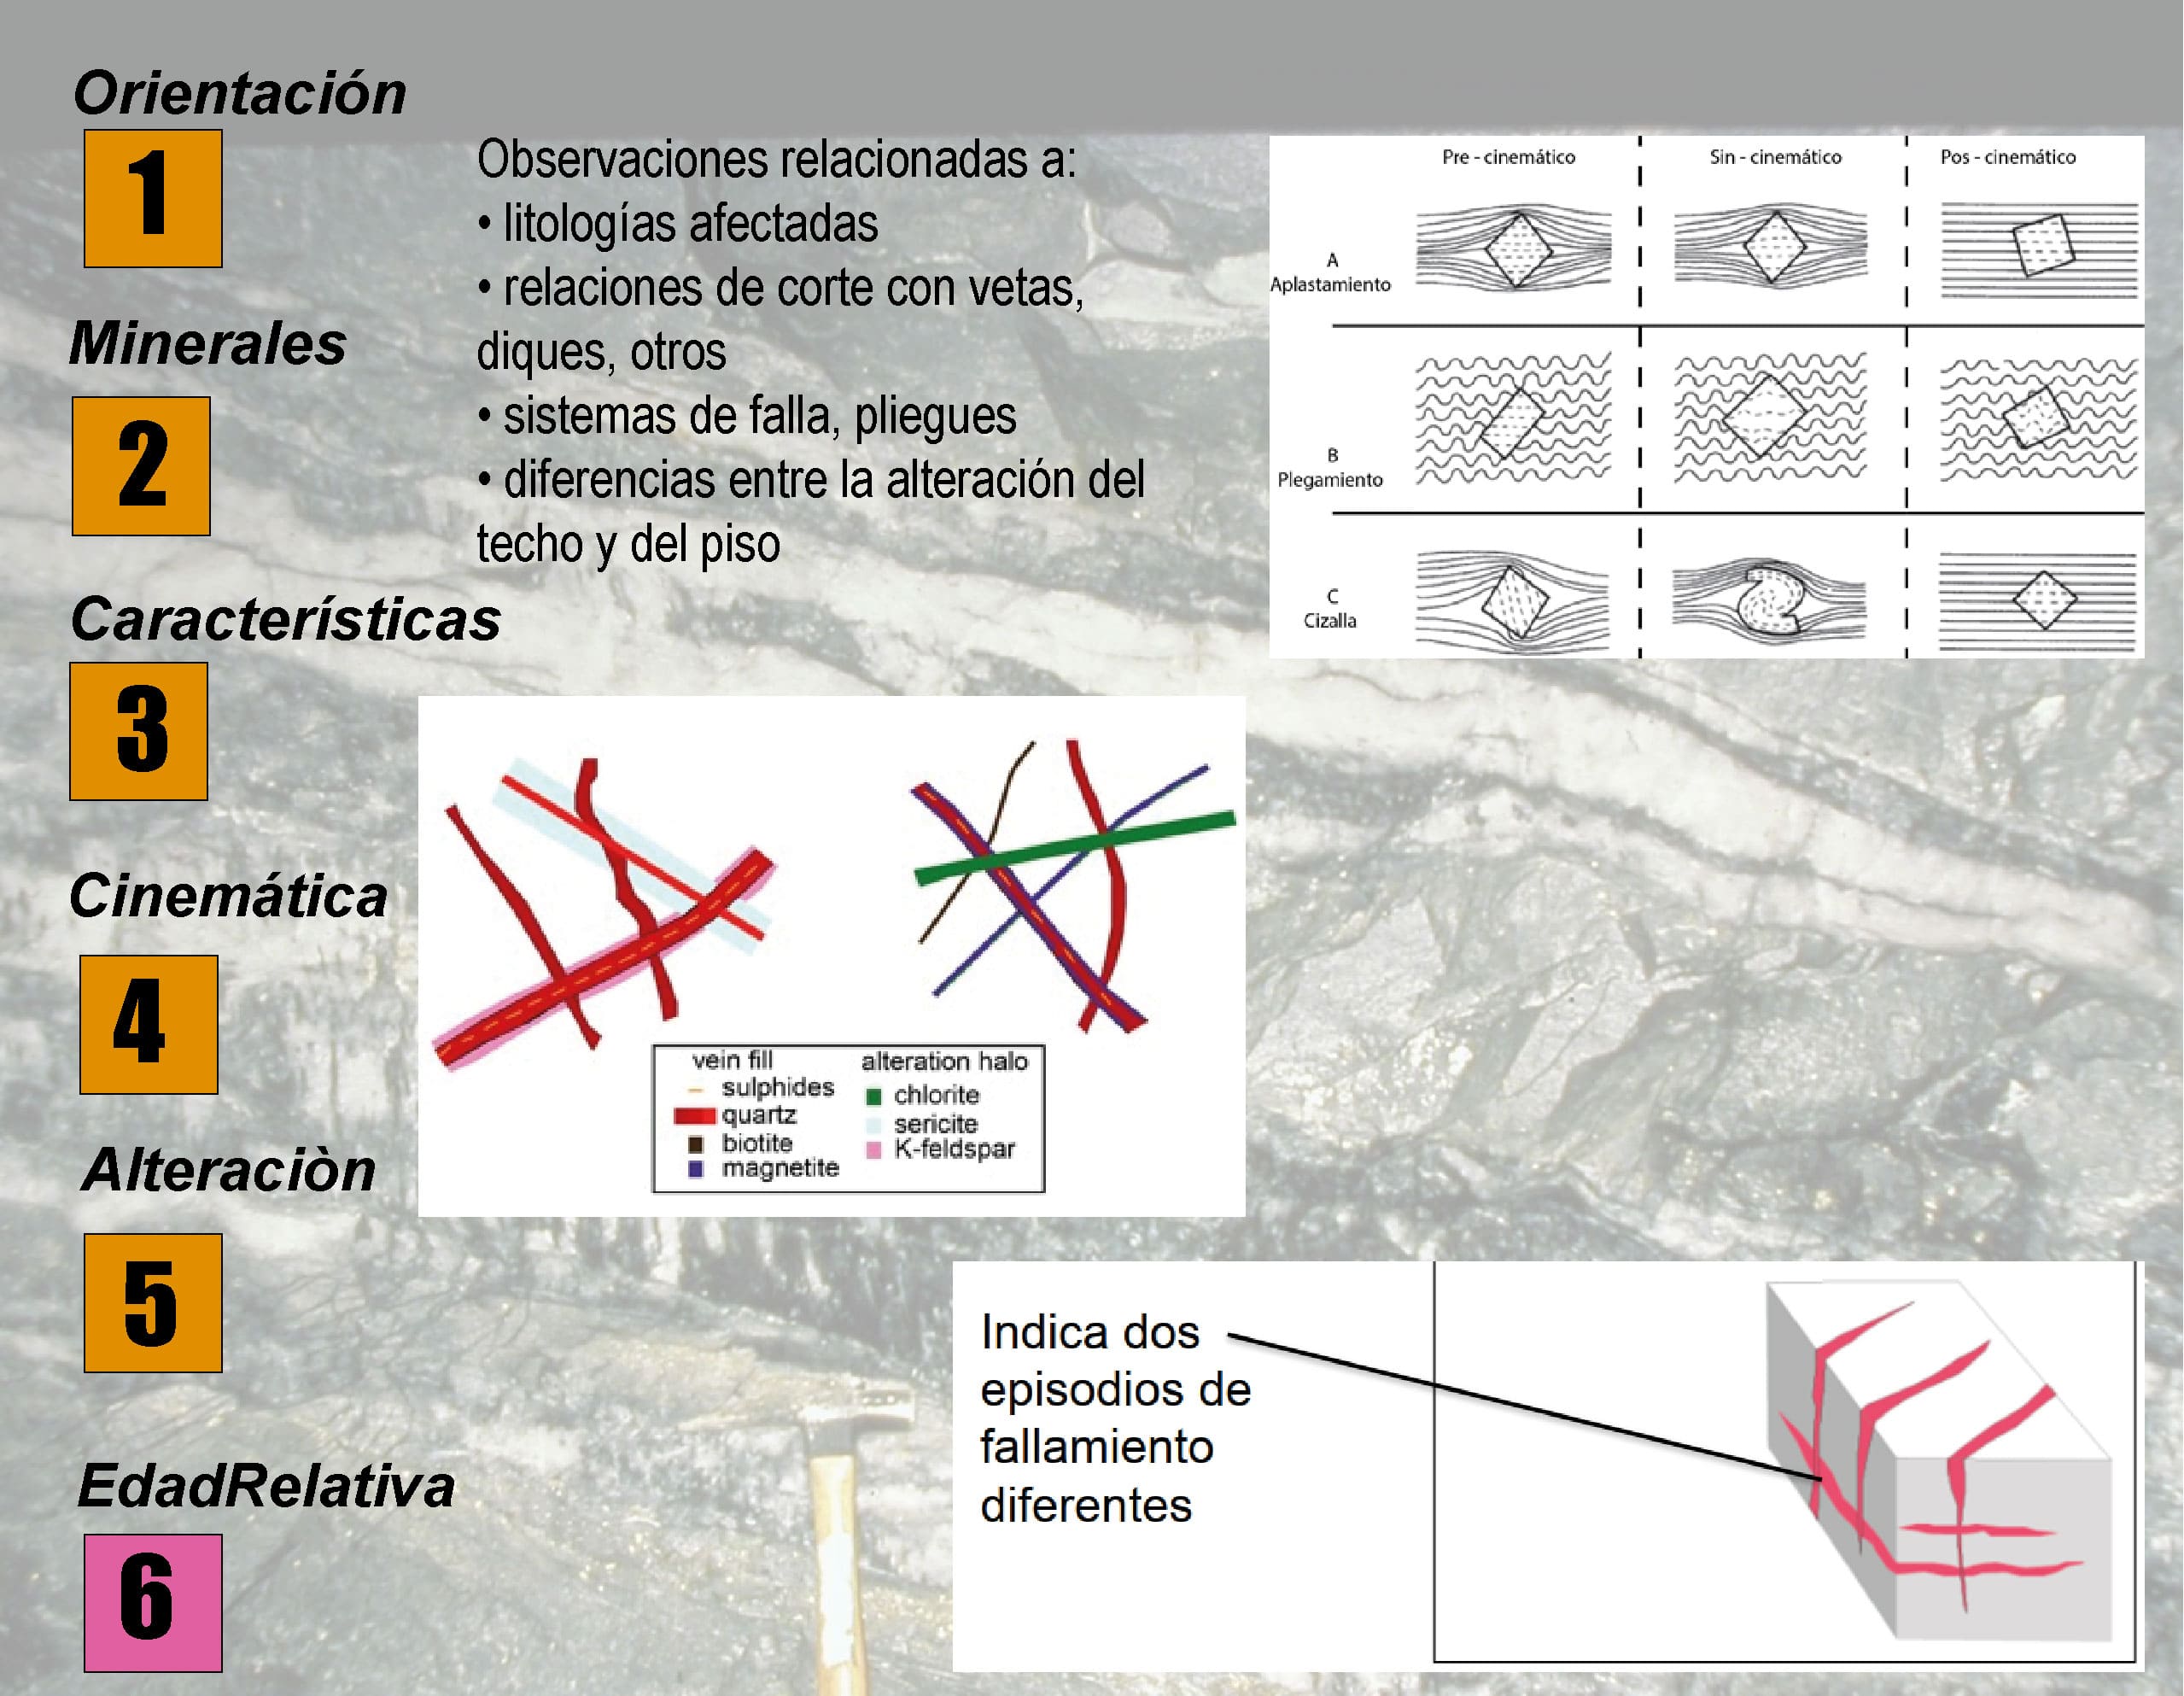 Orientación
1
Minerales
2
Características
3
Cinemática
4
Alteraciòn
5
EdadRelativa
6
Observaciones relacionadas a:
• litologías afectadas
• relaciones de corte con vetas,
diques, otros
• sistemas de falla, pliegues
• diferencias entre la alteración del
techo y del piso
Pre - cinemático
Sin - cinemático
Pos - cinemático
A
Aplastamiento
B
Plegamiento
C
Cizalla
vein fill
sulphides
quartz
biotite
magnetite
alteration halo
chlorite
sericite
K-feldspar
Indica dos
episodios de
fallamiento
diferentes